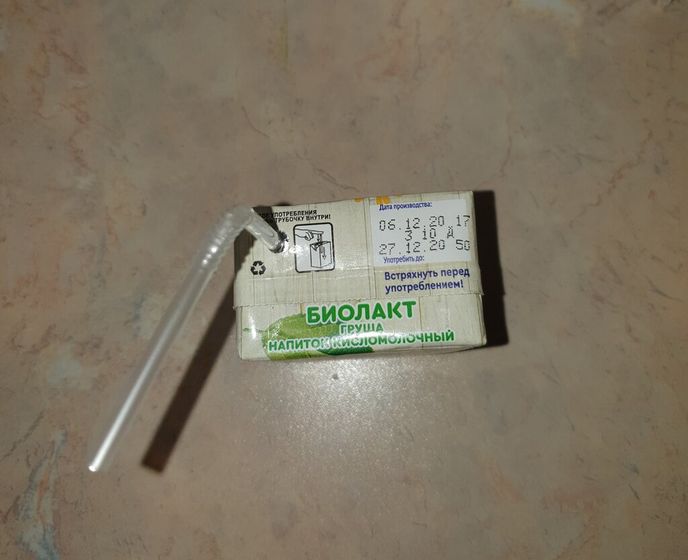 УПОТРЕБЛЕНИЯ
ТРУБОЧКУ ВНУТРИ!
Дата производства:
06.12.20 17
3 10 Д
27.12.20 50
Употребить до:
Встряхнуть перед
употреблением!
БИОЛАКТ
ГРУША
НАПИТОК КИСЛОМОЛОЧНЫЙ